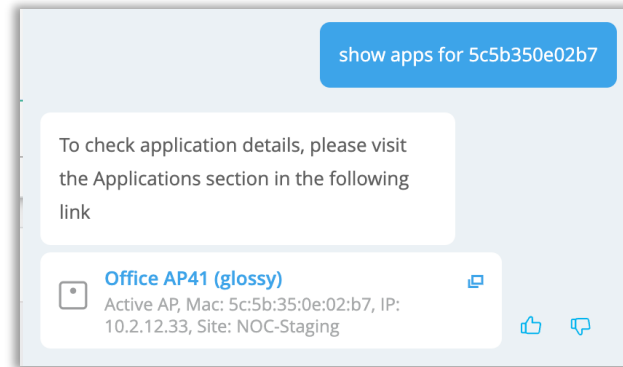 show apps for 5c5b350e02b7
To check application details, please visit
the Applications section in the following
link
Office AP41 (glossy)
Active AP, Mac: 5c:5b:35:0e:02:b7, IP:
10.2.12.33, Site: NOC-Staging